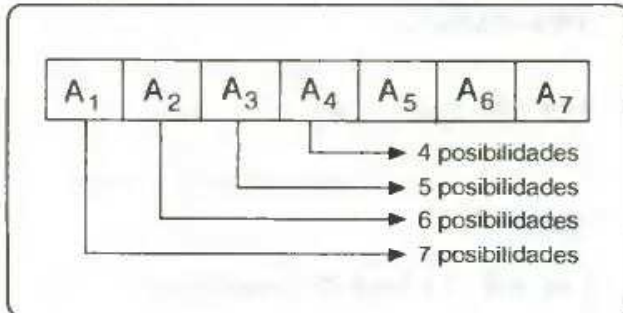 A₁ A₂ A₃ A₄ A₅ A₆ A₇
4 posibilidades
5 posibilidades
6 posibilidades
7 posibilidades